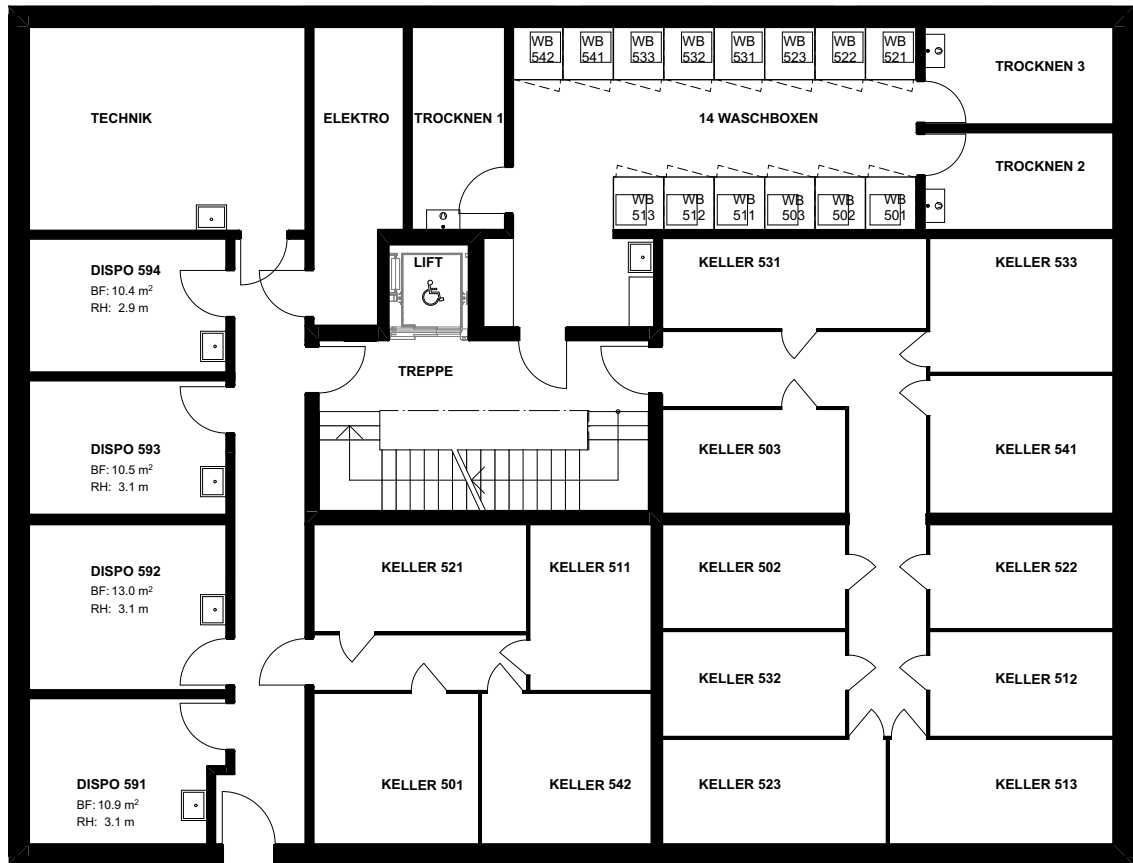 WB 542
WB 541
WB 533
WB 532
WB 531
WB 523
WB 522
WB 521
TROCKNEN 3
TECHNIK
ELEKTRO
TROCKNEN 1
14 WASCHBOXEN
TROCKNEN 2
WB 513
WB 512
WB 511
WB 503
WB 502
WB 501
DISPO 594
BF: 10.4 m²
RH: 2.9 m
LIFT
KELLER 531
KELLER 533
TREPPE
DISPO 593
BF: 10.5 m²
RH: 3.1 m
KELLER 503
KELLER 541
DISPO 592
BF: 13.0 m²
RH: 3.1 m
KELLER 521
KELLER 511
KELLER 502
KELLER 522
KELLER 532
KELLER 512
DISPO 591
BF: 10.9 m²
RH: 3.1 m
KELLER 501
KELLER 542
KELLER 523
KELLER 513